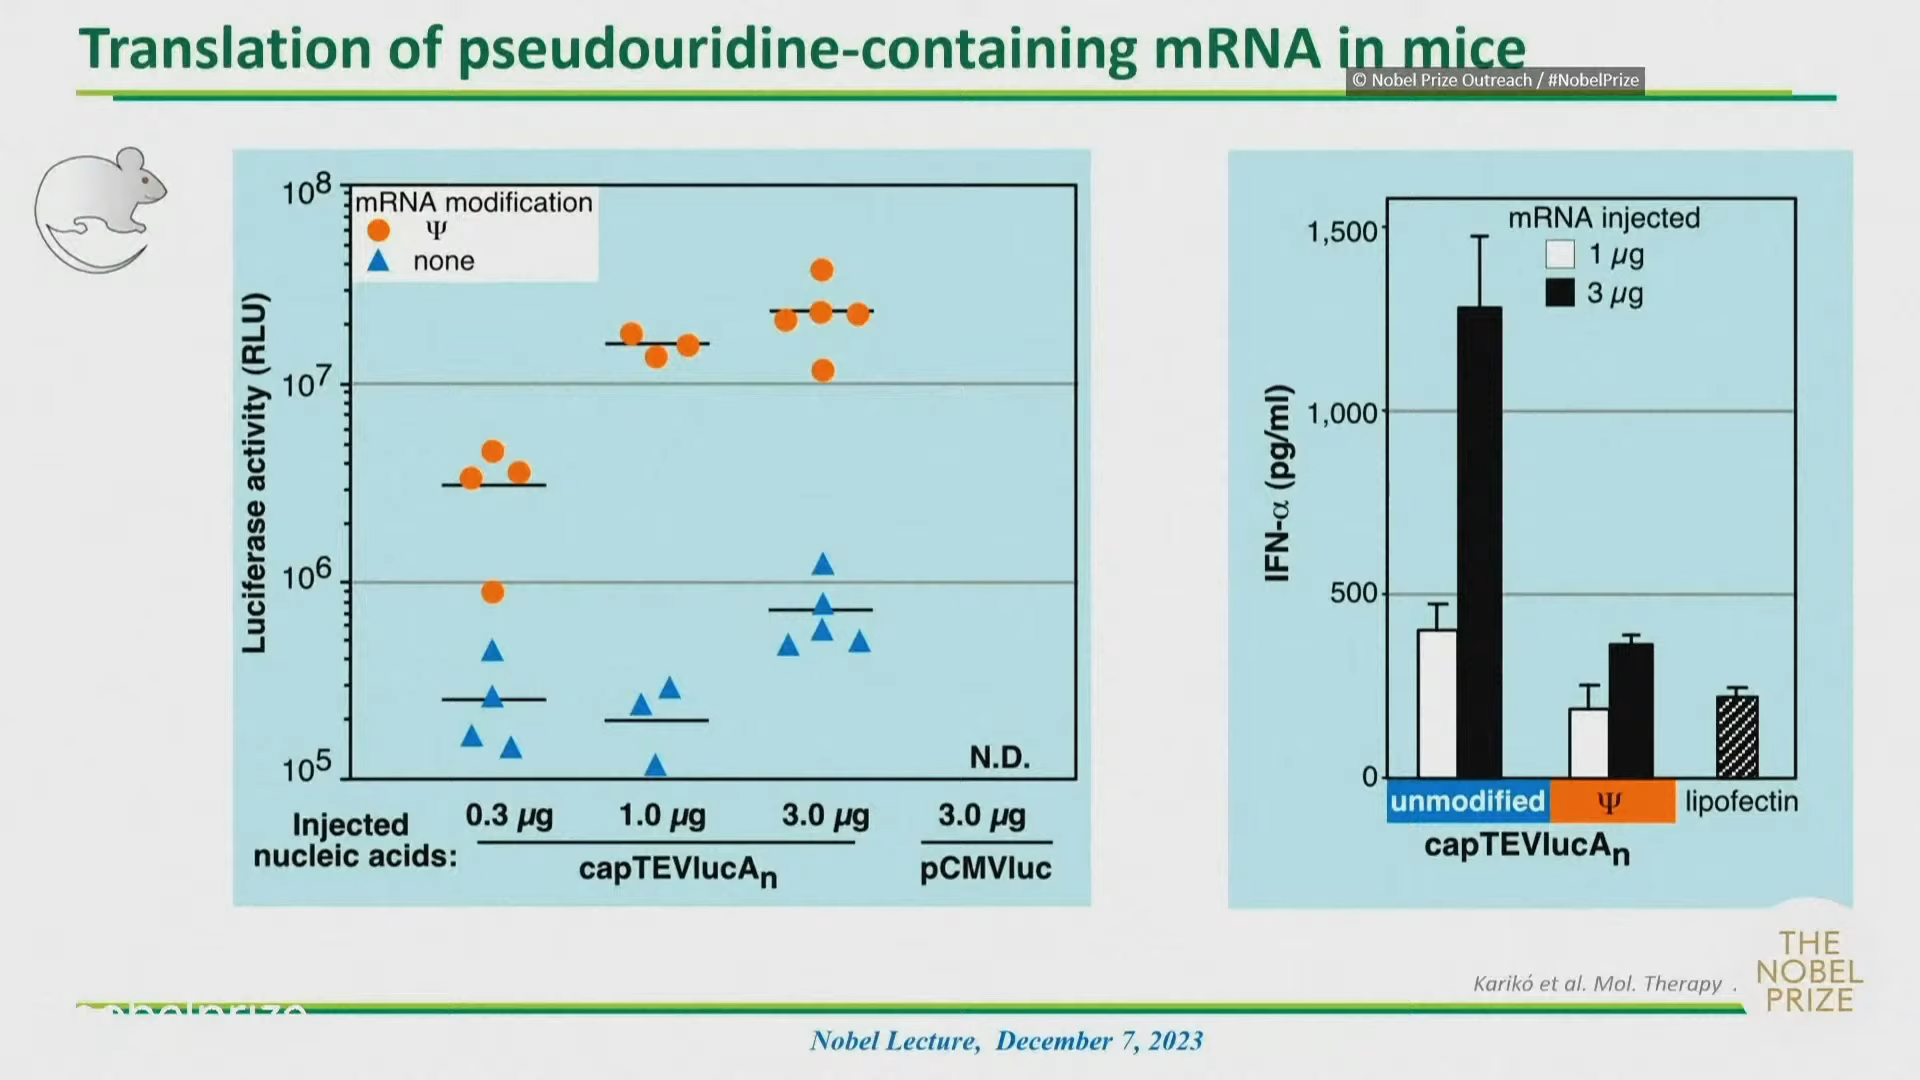 Translation of pseudouridine-containing mRNA in mice
© Nobel Prize Outreach / #NobelPrize
mRNA modification
Ψ
none
Luciferase activity (RLU)
10⁸
10⁷
10⁶
10⁵
N.D.
Injected nucleic acids:
0.3 µg 1.0 µg 3.0 µg 3.0 µg
capTEVlucAₙ pCMVluc
mRNA injected
1 µg
3 µg
IFN-α (pg/ml)
1,500
1,000
500
0
unmodified Ψ lipofectin
capTEVlucAₙ
Karikó et al. Mol. Therapy .
THE
NOBEL
PRIZE
nobelprize
Nobel Lecture, December 7, 2023